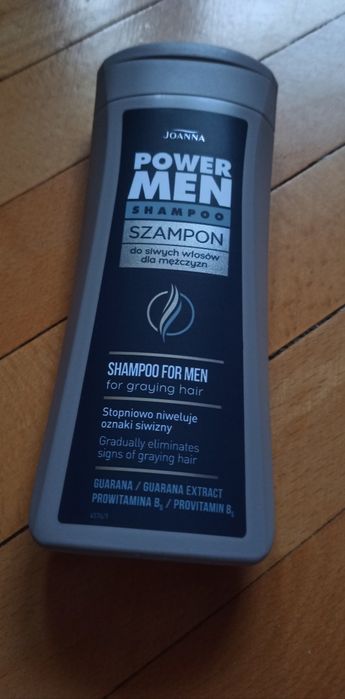 JOANNA
POWER
MEN
SHAMPOO
SZAMPON
do siwych włosów
dla mężczyzn
SHAMPOO FOR MEN
for graying hair
Stopniowo niweluje
oznaki siwizny
Gradually eliminates
signs of graying hair
GUARANA / GUARANA EXTRACT
PROWITAMINA B₅ / PROVITAMIN B₅